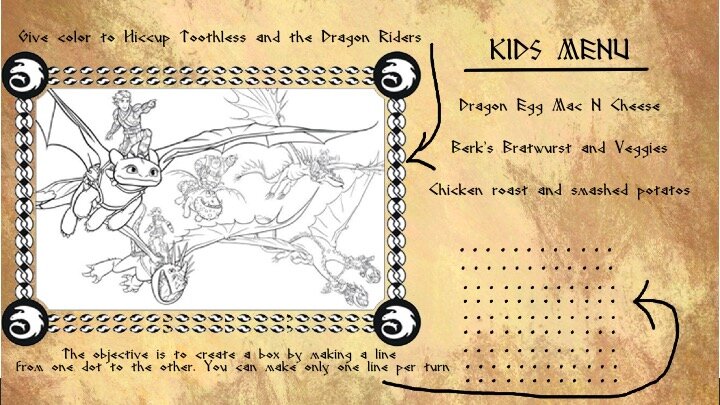 Give color to Hiccup Toothless and the Dragon Riders
KIDS MENU
Dragon Egg Mac N Cheese
Berk's Bratwurst and Veggies
Chicken roast and smashed potatos
The objective is to create a box by making a line
from one dot to the other. You can make only one line per turn